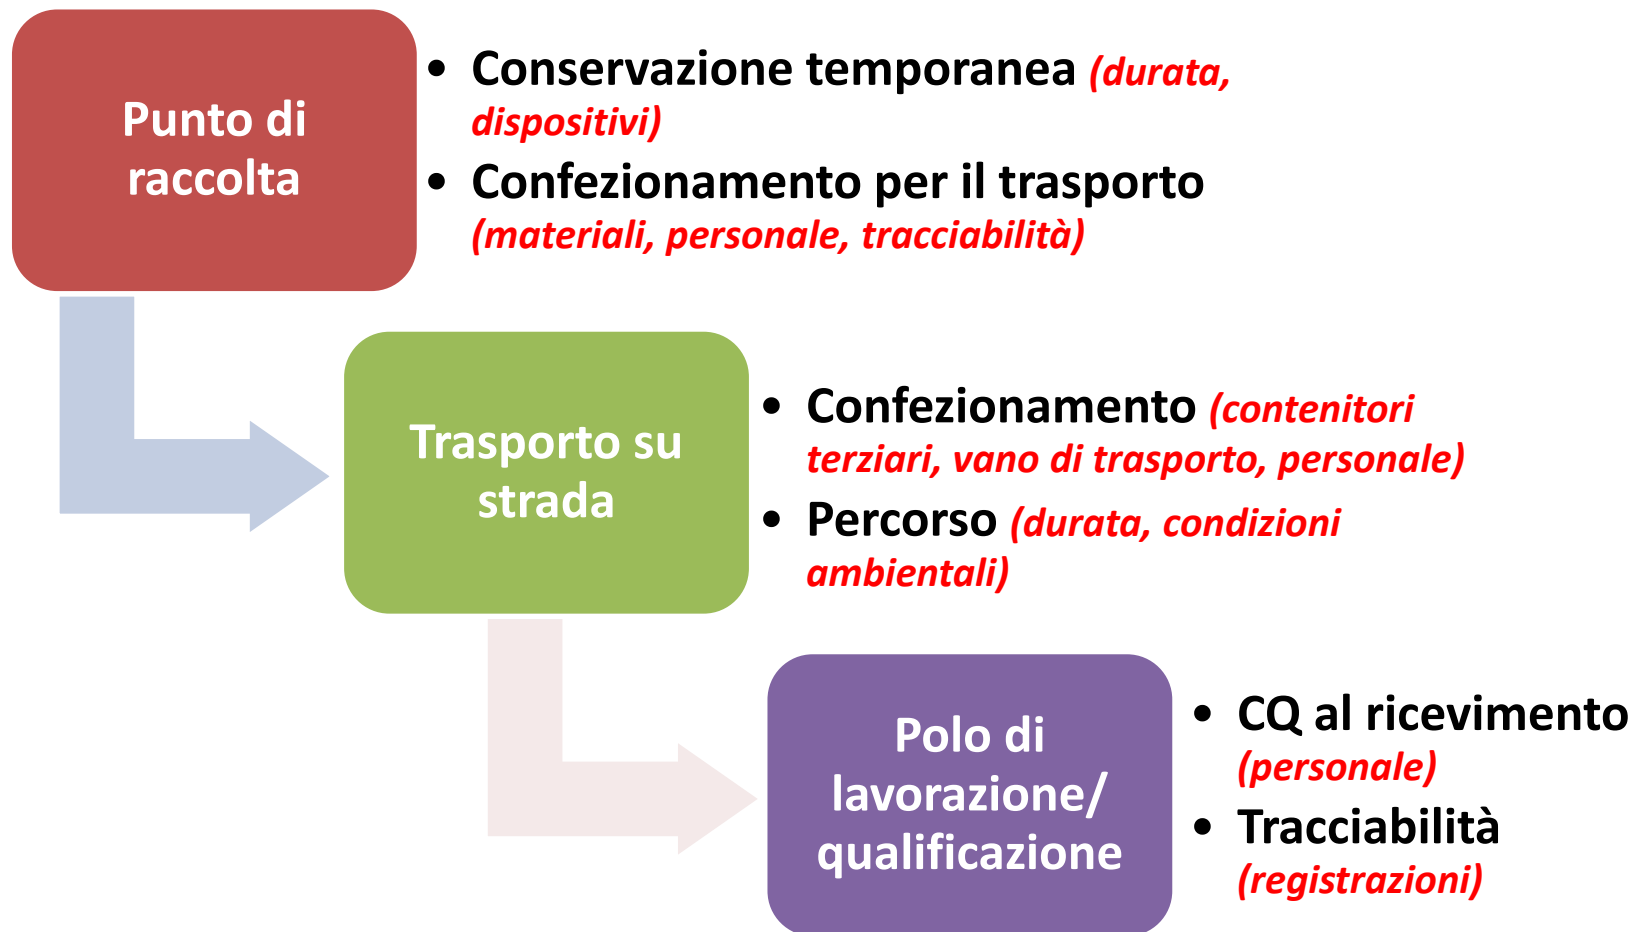 Punto di
raccolta
• Conservazione temporanea (durata,
dispositivi)
• Confezionamento per il trasporto
(materiali, personale, tracciabilità)
Trasporto su
strada
• Confezionamento (contenitori
terziari, vano di trasporto, personale)
• Percorso (durata, condizioni
ambientali)
Polo di
lavorazione/
qualificazione
• CQ al ricevimento
(personale)
• Tracciabilità
(registrazioni)